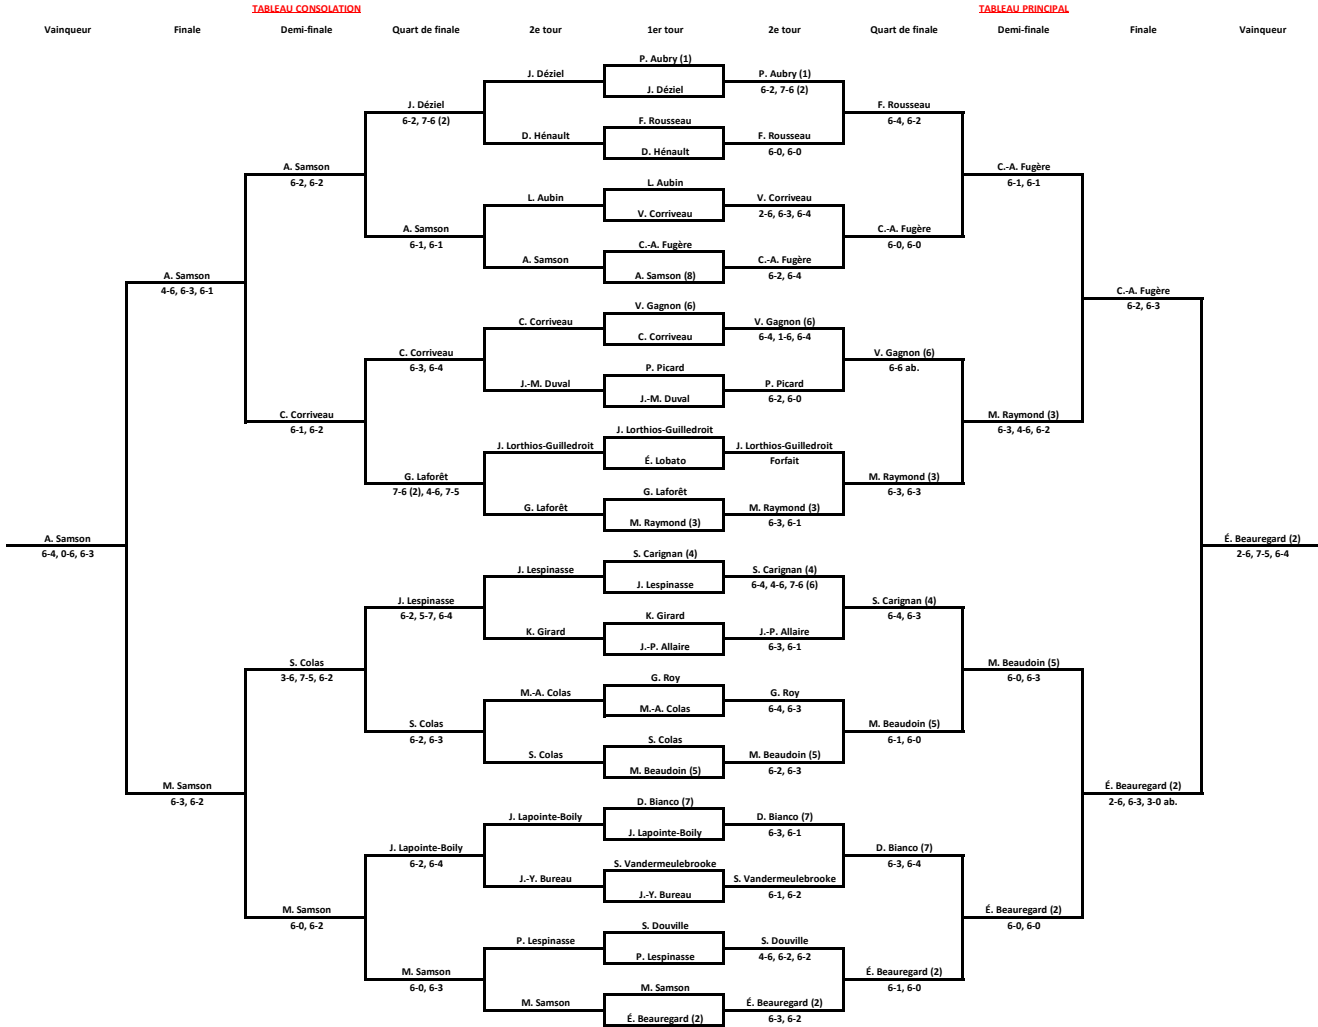 TABLEAU CONSOLATION TABLEAU PRINCIPAL
Vainqueur Finale Demi-finale Quart de finale 2e tour 1er tour 2e tour Quart de finale Demi-finale Finale Vainqueur
P. Aubry (1)
J. Déziel P. Aubry (1)
J. Déziel 6-2, 7-6 (2)
J. Déziel F. Rousseau
6-2, 7-6 (2) F. Rousseau 6-4, 6-2
D. Hénault F. Rousseau
D. Hénault 6-0, 6-0
A. Samson C.-A. Fugère
6-2, 6-2 L. Aubin 6-1, 6-1
L. Aubin V. Corriveau
V. Corriveau 2-6, 6-3, 6-4
A. Samson C.-A. Fugère
6-1, 6-1 C.-A. Fugère 6-0, 6-0
A. Samson C.-A. Fugère
A. Samson A. Samson (8) 6-2, 6-4
4-6, 6-3, 6-1 C.-A. Fugère
V. Gagnon (6) 6-2, 6-3
C. Corriveau V. Gagnon (6)
C. Corriveau 6-4, 1-6, 6-4
C. Corriveau V. Gagnon (6)
6-3, 6-4 P. Picard 6-6 ab.
J.-M. Duval P. Picard
J.-M. Duval 6-2, 6-0
C. Corriveau M. Raymond (3)
6-1, 6-2 J. Lorthios-Guilledroit 6-3, 4-6, 6-2
J. Lorthios-Guilledroit J. Lorthios-Guilledroit
É. Lobato Forfait
G. Laforêt M. Raymond (3)
7-6 (2), 4-6, 7-5 G. Laforêt 6-3, 6-3
G. Laforêt M. Raymond (3)
M. Raymond (3) 6-3, 6-1
A. Samson É. Beauregard (2)
6-4, 0-6, 6-3 S. Carignan (4) 2-6, 7-5, 6-4
J. Lespinasse S. Carignan (4)
J. Lespinasse 6-4, 4-6, 7-6 (6)
J. Lespinasse S. Carignan (4)
6-2, 5-7, 6-4 K. Girard 6-4, 6-3
K. Girard J.-P. Allaire
J.-P. Allaire 6-3, 6-1
S. Colas M. Beaudoin (5)
3-6, 7-5, 6-2 G. Roy 6-0, 6-3
M.-A. Colas G. Roy
M.-A. Colas 6-4, 6-3
S. Colas M. Beaudoin (5)
6-2, 6-3 S. Colas 6-1, 6-0
S. Colas M. Beaudoin (5)
M. Beaudoin (5) 6-2, 6-3
M. Samson É. Beauregard (2)
6-3, 6-2 D. Bianco (7) 2-6, 6-3, 3-0 ab.
J. Lapointe-Boily D. Bianco (7)
J. Lapointe-Boily 6-3, 6-1
J. Lapointe-Boily D. Bianco (7)
6-2, 6-4 S. Vandermeulebrooke 6-3, 6-4
J.-Y. Bureau S. Vandermeulebrooke
J.-Y. Bureau 6-1, 6-2
M. Samson É. Beauregard (2)
6-0, 6-2 S. Douville 6-0, 6-0
P. Lespinasse S. Douville
P. Lespinasse 4-6, 6-2, 6-2
M. Samson É. Beauregard (2)
6-0, 6-3 M. Samson 6-1, 6-0
M. Samson É. Beauregard (2)
É. Beauregard (2) 6-3, 6-2